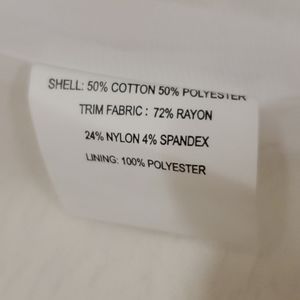 SHELL: 50% COTTON 50% POLYESTER
TRIM FABRIC: 72% RAYON
24% NYLON 4% SPANDEX
LINING: 100% POLYESTER